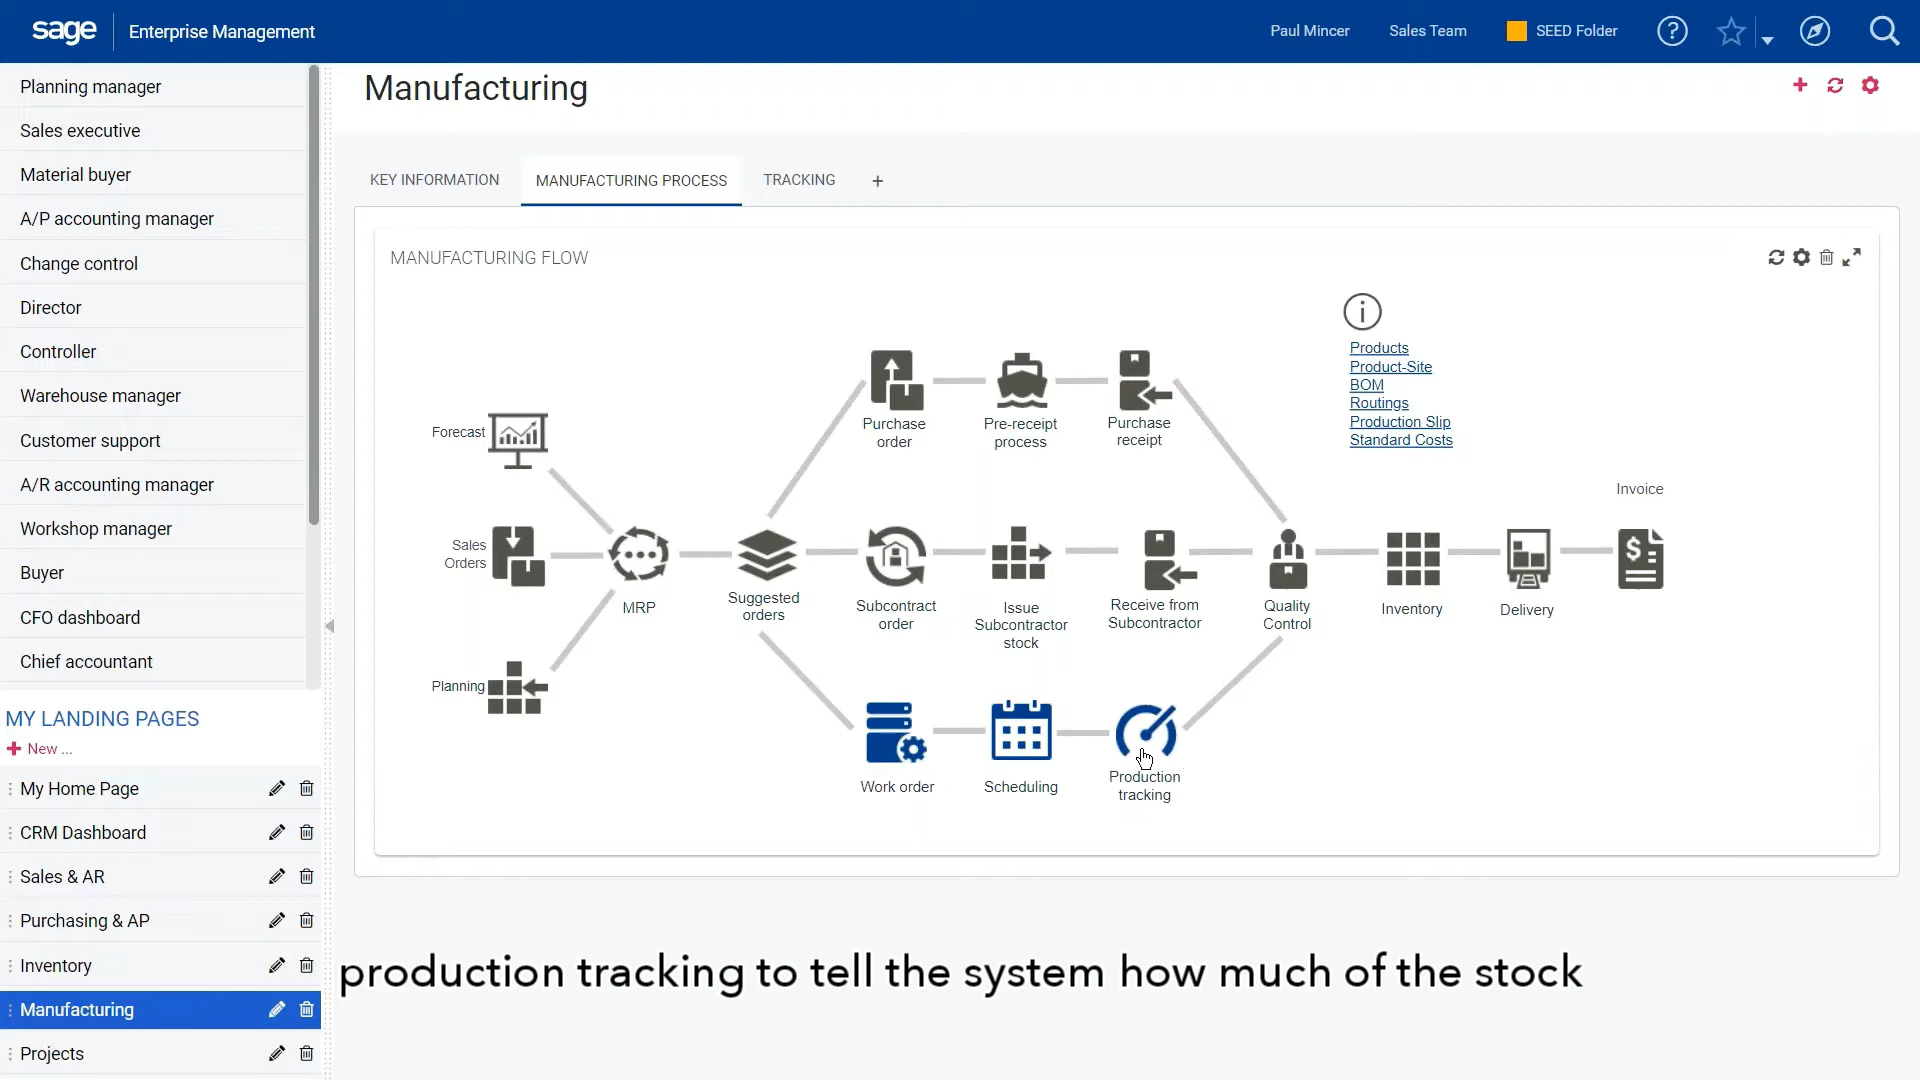 sage
Enterprise Management
Paul Mincer
Sales Team
SEED Folder
Planning manager
Sales executive
Material buyer
A/P accounting manager
Change control
Director
Controller
Warehouse manager
Customer support
A/R accounting manager
Workshop manager
Buyer
CFO dashboard
Chief accountant
MY LANDING PAGES
New ...
My Home Page
CRM Dashboard
Sales & AR
Purchasing & AP
Inventory
Manufacturing
Projects
Manufacturing
KEY INFORMATION
MANUFACTURING PROCESS
TRACKING
MANUFACTURING FLOW
Products
Product-Site
BOM
Routings
Production Slip
Standard Costs
Forecast
Sales
Orders
Planning
MRP
Suggested
orders
Purchase
order
Pre-receipt
process
Purchase
receipt
Subcontract
order
Issue
Subcontractor
stock
Receive from
Subcontractor
Quality
Control
Inventory
Delivery
Invoice
Work order
Scheduling
Production
tracking
production tracking to tell the system how much of the stock